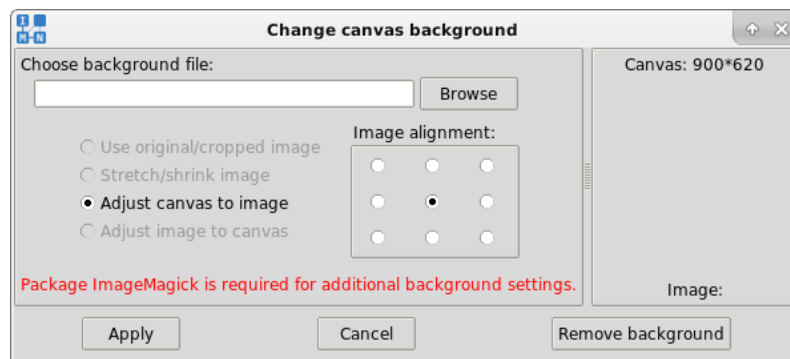 I
M-N
Change canvas background
Choose background file:
Browse
Canvas: 900*620
Image alignment:
Use original/cropped image
Stretch/shrink image
Adjust canvas to image
Adjust image to canvas
Package ImageMagick is required for additional background settings.
Image:
Apply
Cancel
Remove background